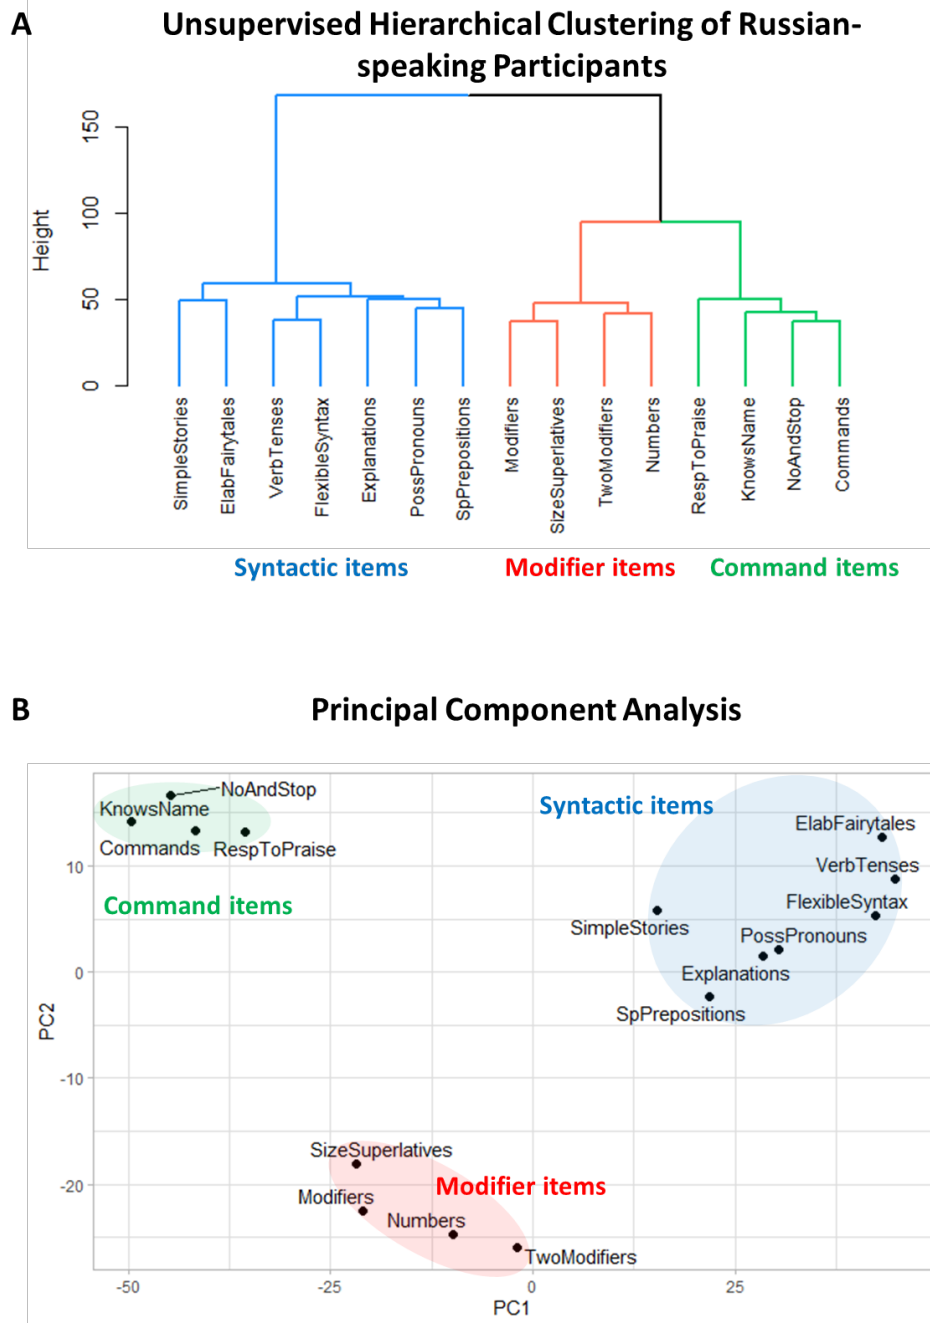 A
Unsupervised Hierarchical Clustering of Russian-
speaking Participants
Height
150
100
50
0
SimpleStories
ElabFairytales
VerbTenses
FlexibleSyntax
Explanations
PossPronouns
SpPrepositions
Modifiers
SizeSuperlatives
TwoModifiers
Numbers
RespToPraise
KnowsName
NoAndStop
Commands
Syntactic items
Modifier items
Command items
B
Principal Component Analysis
NoAndStop
KnowsName
Commands
RespToPraise
Command items
Syntactic items
ElabFairytales
VerbTenses
FlexibleSyntax
SimpleStories
PossPronouns
Explanations
SpPrepositions
SizeSuperlatives
Modifiers
Modifier items
Numbers
TwoModifiers
PC2
10
0
-10
-20
-50
-25
0
25
PC1